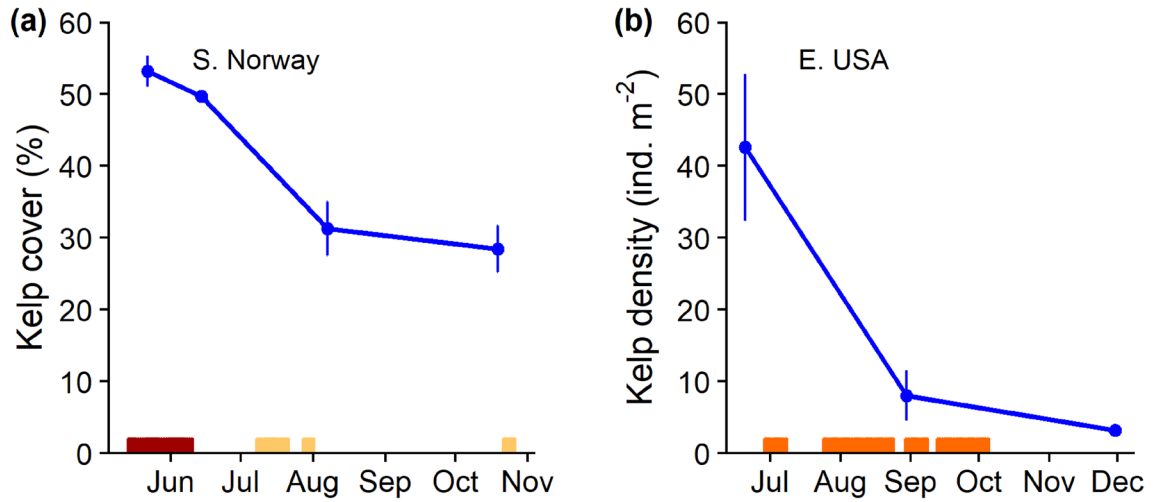 (a)
S. Norway
Kelp cover (%)
60
50
40
30
20
10
0
Jun Jul Aug Sep Oct Nov
(b)
E. USA
Kelp density (ind. m⁻²)
60
50
40
30
20
10
0
Jul Aug Sep Oct Nov Dec